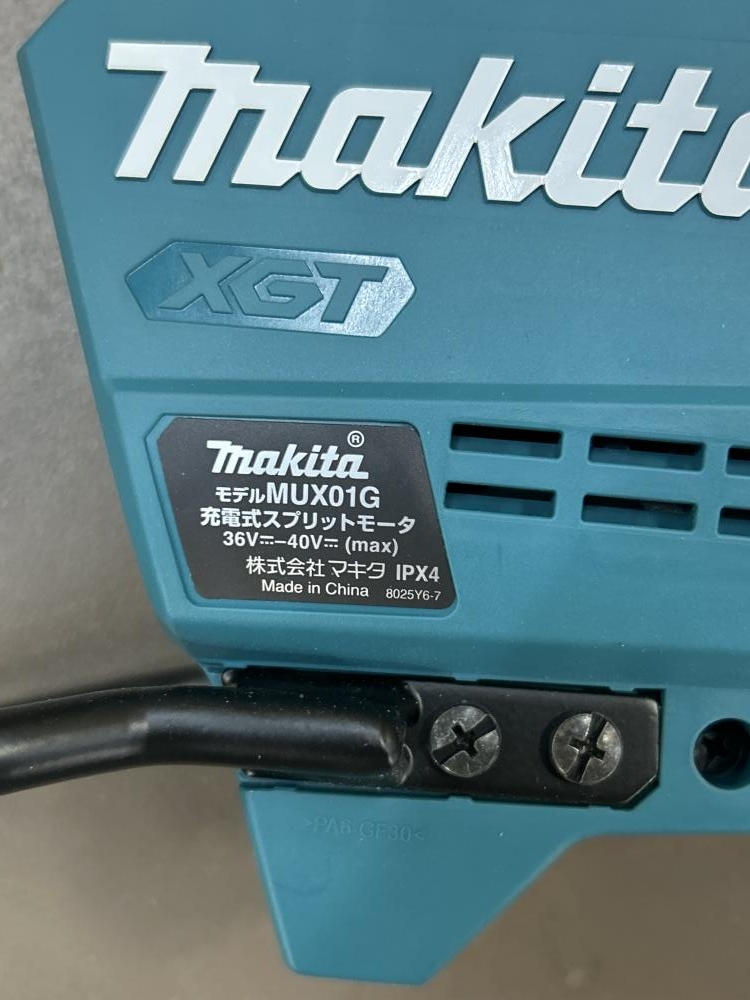 makita
XGT
makita®
モデルMUX01G
充電式スプリットモータ
36V⎓–40V⎓ (max)
株式会社マキタ IPX4
Made in China 8025Y6-7
>PA6-GF30<